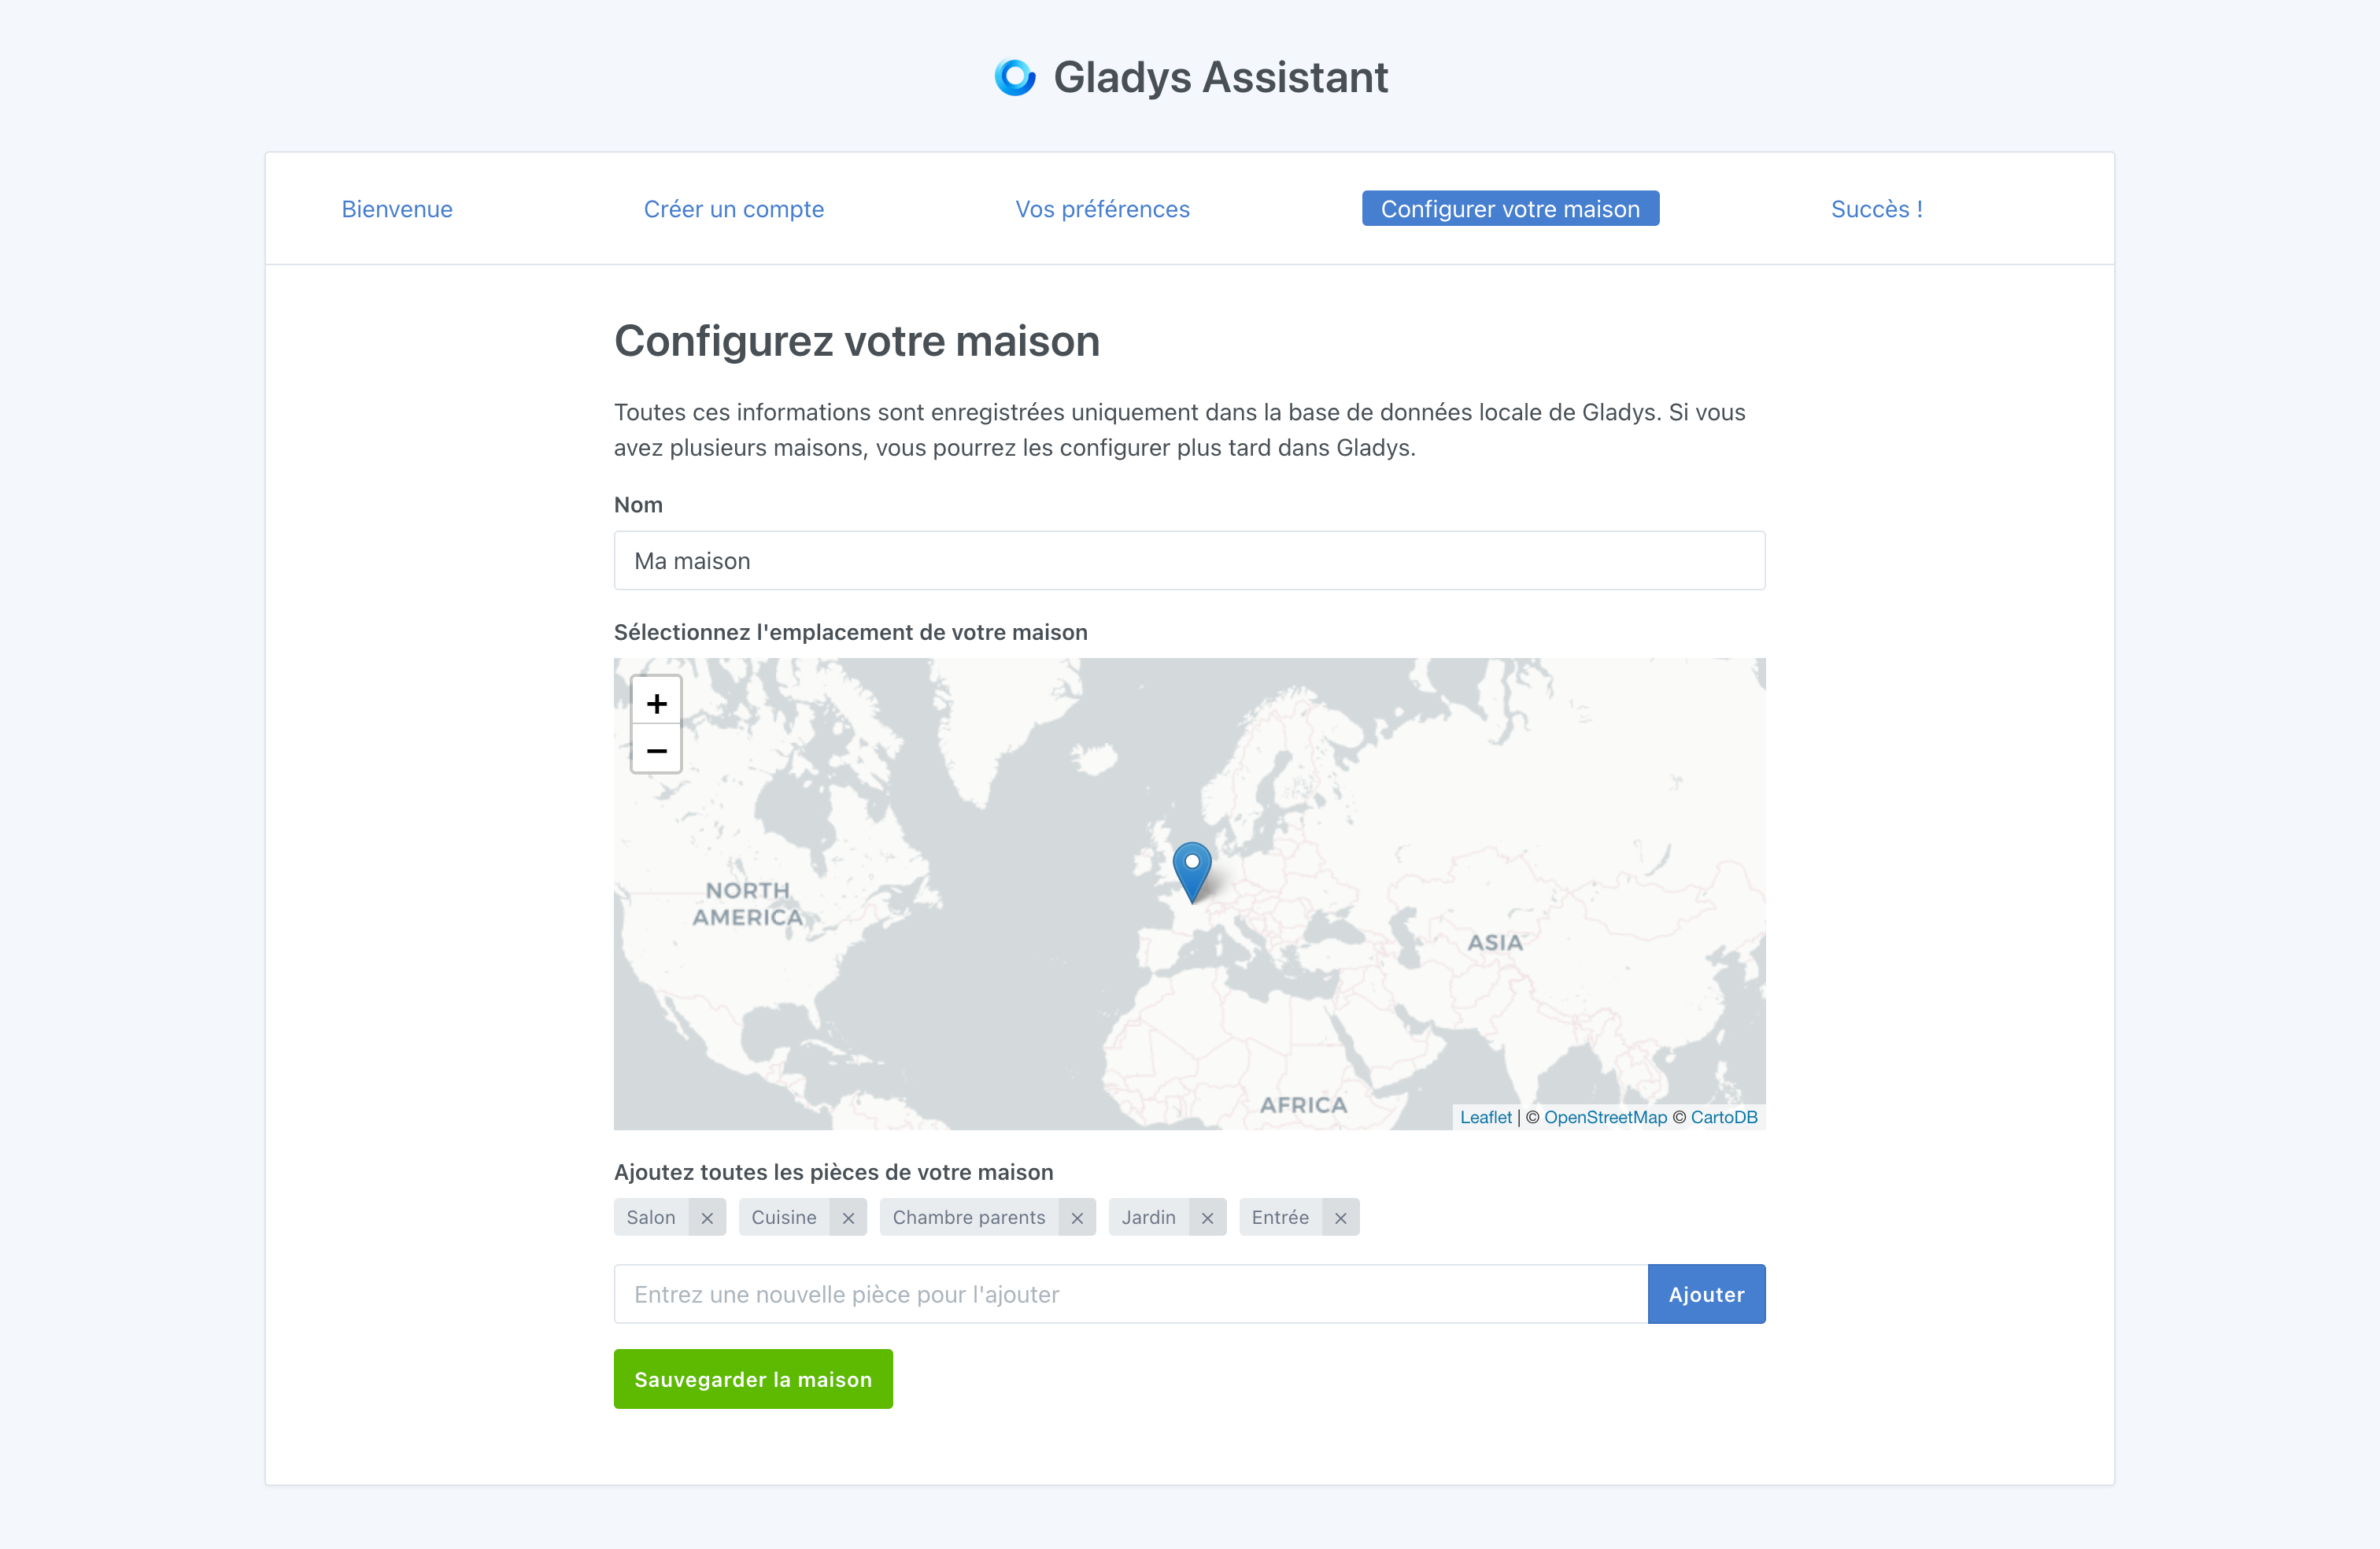 Gladys Assistant
Bienvenue
Créer un compte
Vos préférences
Configurer votre maison
Succès !
Configurez votre maison
Toutes ces informations sont enregistrées uniquement dans la base de données locale de Gladys. Si vous
avez plusieurs maisons, vous pourrez les configurer plus tard dans Gladys.
Nom
Ma maison
Sélectionnez l'emplacement de votre maison
+
−
NORTH
AMERICA
ASIA
AFRICA
Leaflet | © OpenStreetMap © CartoDB
Ajoutez toutes les pièces de votre maison
Salon ×
Cuisine ×
Chambre parents ×
Jardin ×
Entrée ×
Entrez une nouvelle pièce pour l'ajouter
Ajouter
Sauvegarder la maison